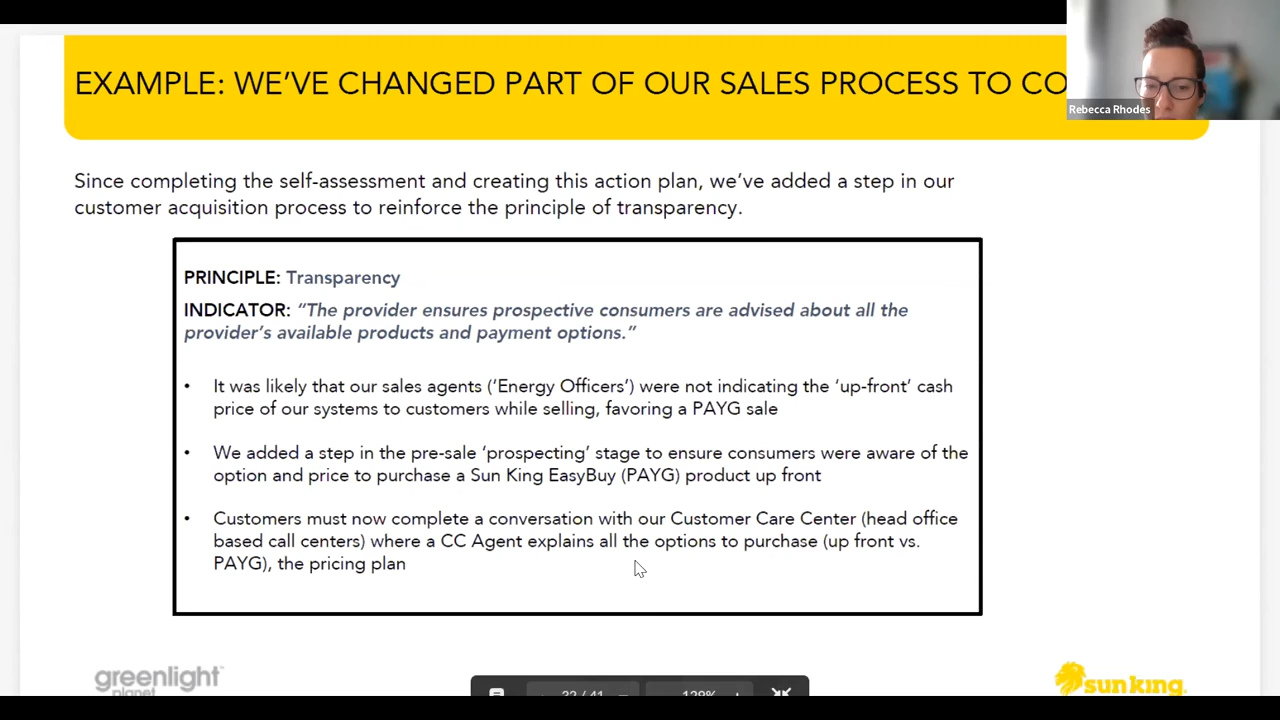 EXAMPLE: WE’VE CHANGED PART OF OUR SALES PROCESS TO CO
Rebecca Rhodes
Since completing the self-assessment and creating this action plan, we’ve added a step in our
customer acquisition process to reinforce the principle of transparency.
PRINCIPLE: Transparency
INDICATOR: “The provider ensures prospective consumers are advised about all the
provider’s available products and payment options.”
• It was likely that our sales agents (‘Energy Officers’) were not indicating the ‘up-front’ cash
price of our systems to customers while selling, favoring a PAYG sale
• We added a step in the pre-sale ‘prospecting’ stage to ensure consumers were aware of the
option and price to purchase a Sun King EasyBuy (PAYG) product up front
• Customers must now complete a conversation with our Customer Care Center (head office
based call centers) where a CC Agent explains all the options to purchase (up front vs.
PAYG), the pricing plan
greenlight
planet
sun king.
32 / 41
129%